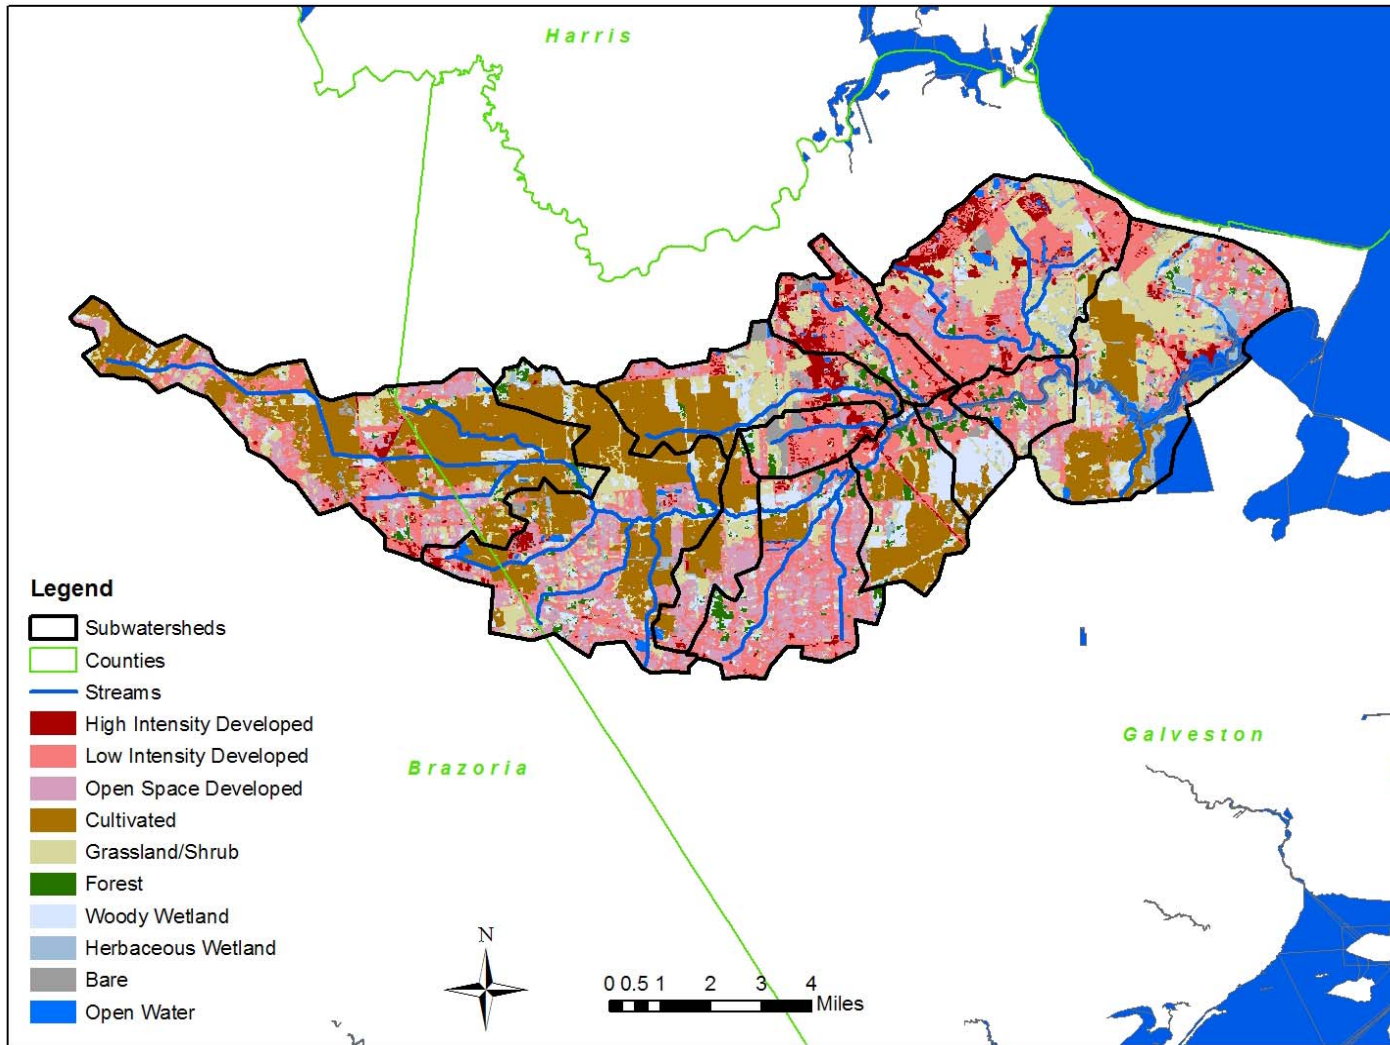 Harris
Legend
Subwatersheds
Counties
Streams
High Intensity Developed
Low Intensity Developed
Open Space Developed
Cultivated
Grassland/Shrub
Forest
Woody Wetland
Herbaceous Wetland
Bare
Open Water
Brazoria
Galveston
N
0 0.5 1 2 3 4
Miles